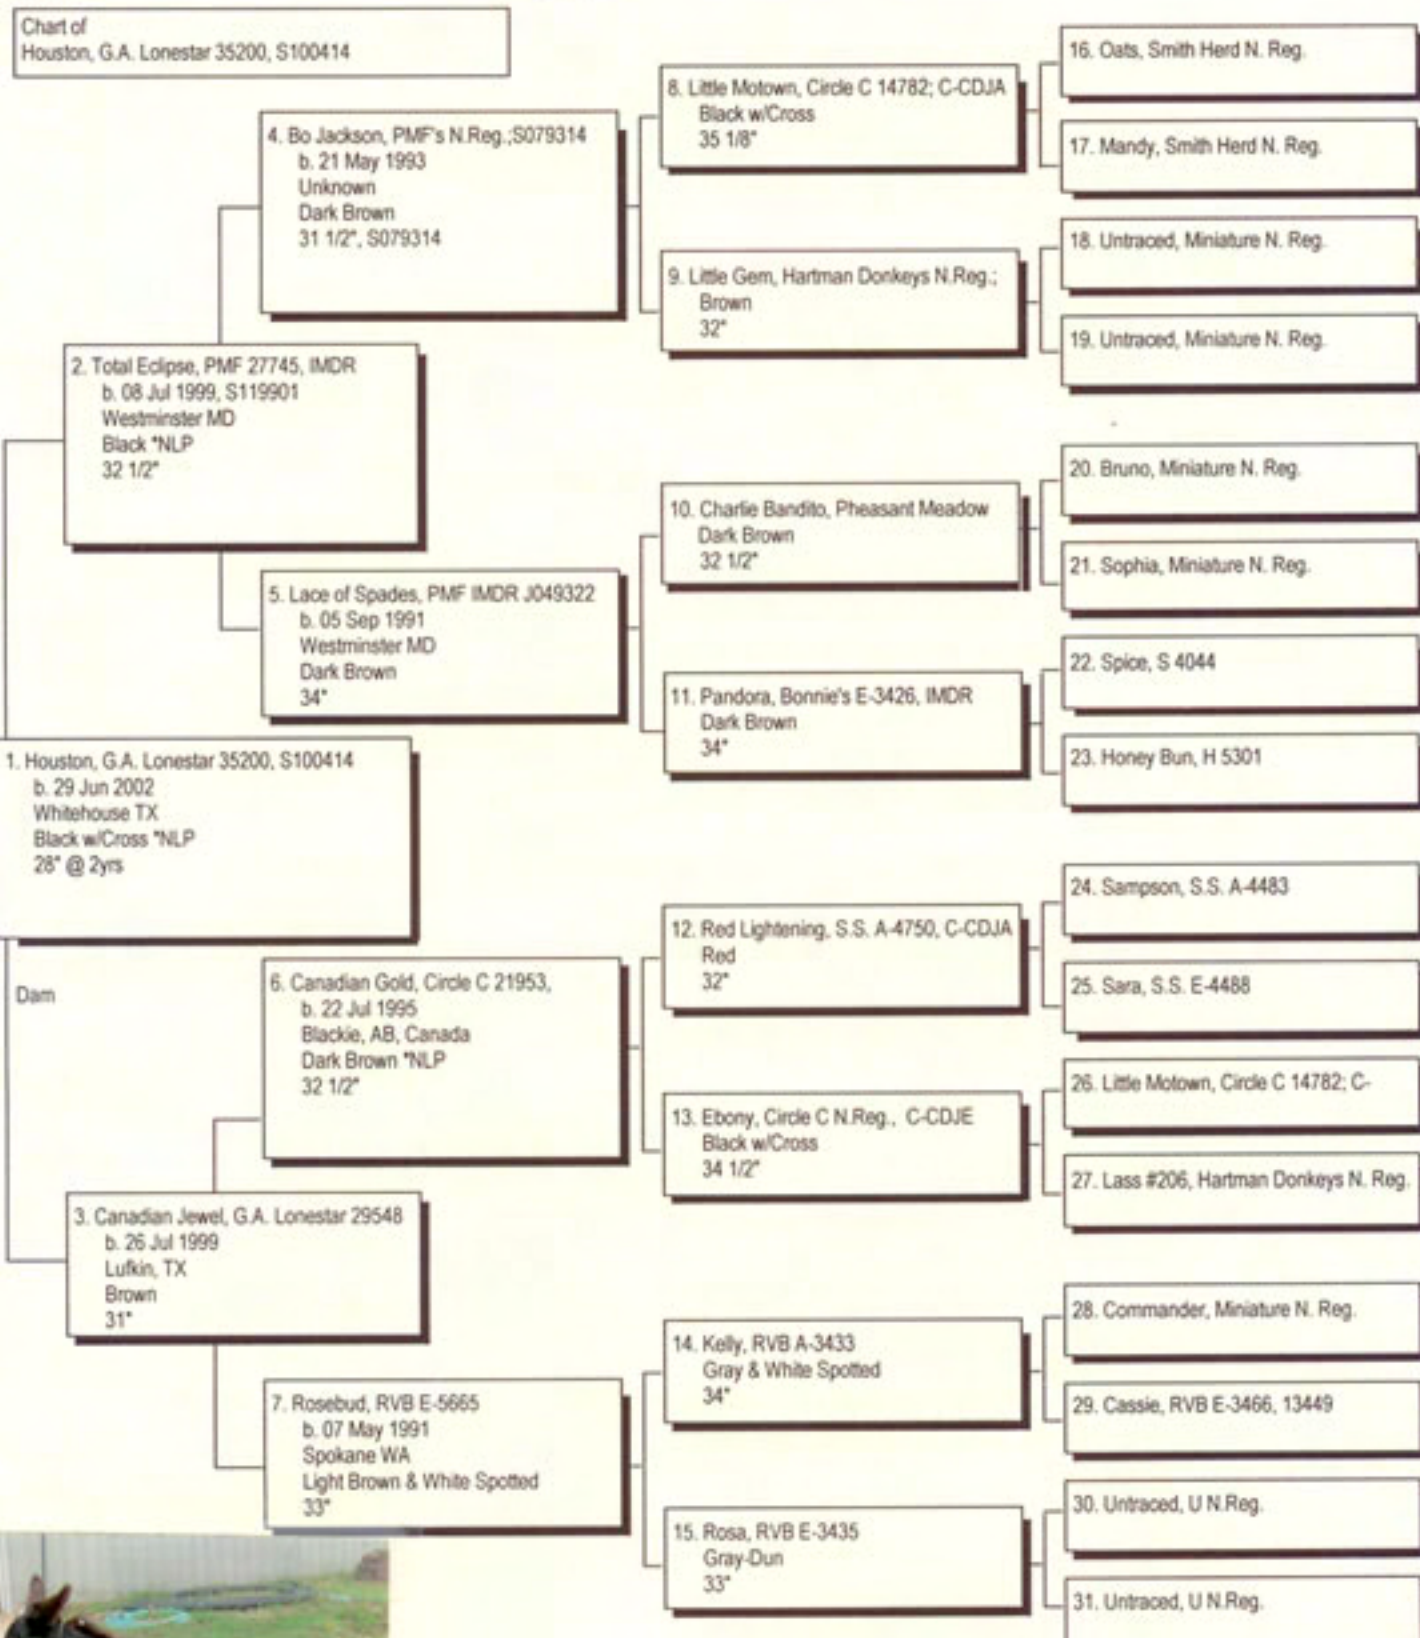 Chart of
Houston, G.A. Lonestar 35200, S100414
1. Houston, G.A. Lonestar 35200, S100414
b. 29 Jun 2002
Whitehouse TX
Black w/Cross *NLP
28" @ 2yrs
Dam
2. Total Eclipse, PMF 27745, IMDR
b. 08 Jul 1999, S119901
Westminster MD
Black *NLP
32 1/2"
3. Canadian Jewel, G.A. Lonestar 29548
b. 26 Jul 1999
Lufkin, TX
Brown
31"
4. Bo Jackson, PMF's N.Reg.;S079314
b. 21 May 1993
Unknown
Dark Brown
31 1/2", S079314
5. Lace of Spades, PMF IMDR J049322
b. 05 Sep 1991
Westminster MD
Dark Brown
34"
6. Canadian Gold, Circle C 21953,
b. 22 Jul 1995
Blackie, AB, Canada
Dark Brown *NLP
32 1/2"
7. Rosebud, RVB E-5665
b. 07 May 1991
Spokane WA
Light Brown & White Spotted
33"
8. Little Motown, Circle C 14782; C-CDJA
Black w/Cross
35 1/8"
9. Little Gem, Hartman Donkeys N.Reg.;
Brown
32"
10. Charlie Bandito, Pheasant Meadow
Dark Brown
32 1/2"
11. Pandora, Bonnie's E-3426, IMDR
Dark Brown
34"
12. Red Lightening, S.S. A-4750, C-CDJA
Red
32"
13. Ebony, Circle C N.Reg., C-CDJE
Black w/Cross
34 1/2"
14. Kelly, RVB A-3433
Gray & White Spotted
34"
15. Rosa, RVB E-3435
Gray-Dun
33"
16. Oats, Smith Herd N. Reg.
17. Mandy, Smith Herd N. Reg.
18. Untraced, Miniature N. Reg.
19. Untraced, Miniature N. Reg.
20. Bruno, Miniature N. Reg.
21. Sophia, Miniature N. Reg.
22. Spice, S 4044
23. Honey Bun, H 5301
24. Sampson, S.S. A-4483
25. Sara, S.S. E-4488
26. Little Motown, Circle C 14782; C-
27. Lass #206, Hartman Donkeys N. Reg.
28. Commander, Miniature N. Reg.
29. Cassie, RVB E-3466, 13449
30. Untraced, U N.Reg.
31. Untraced, U N.Reg.